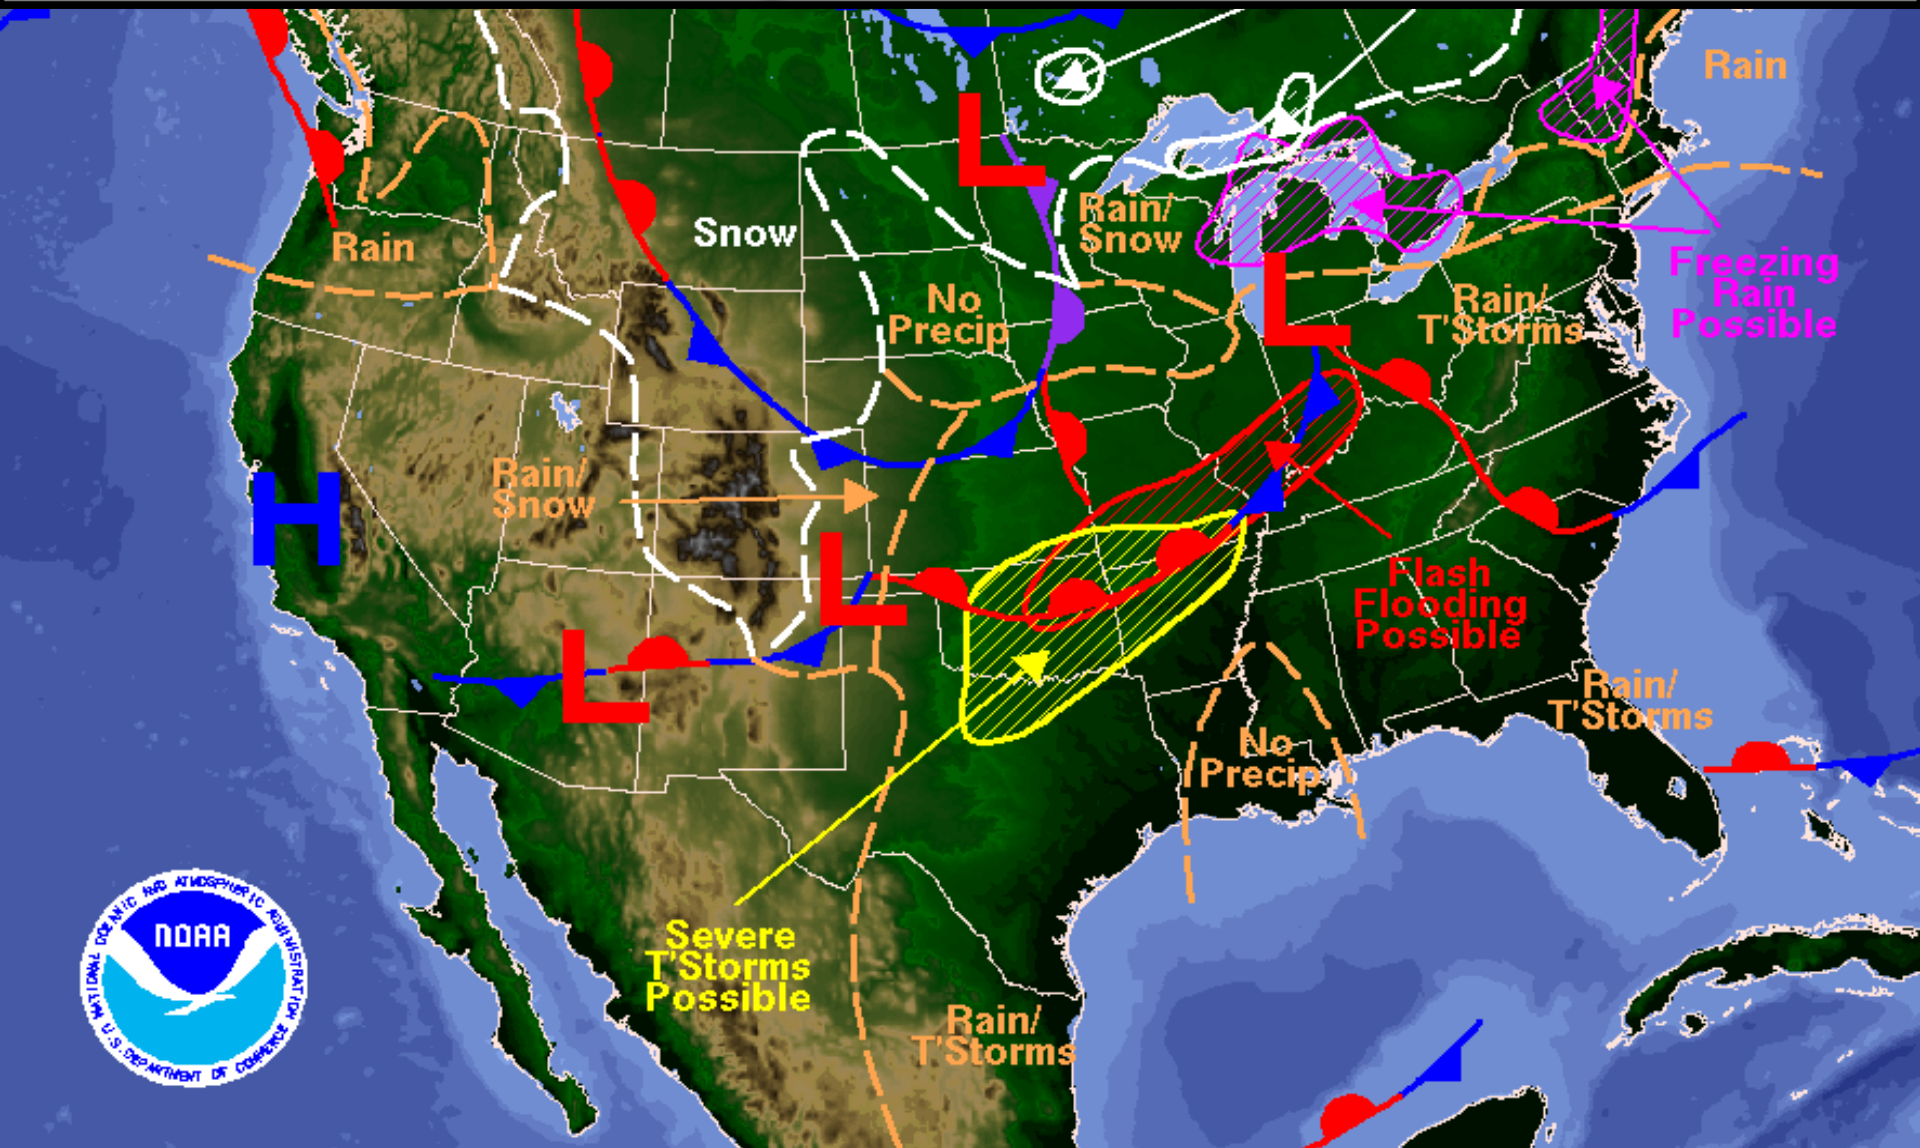 Rain
L
Rain/
Snow
Snow
Rain
Freezing
Rain
Possible
No
Precip
L
Rain/
T'Storms
Rain/
Snow
H
L
Flash
Flooding
Possible
L
Rain/
T'Storms
No
Precip
Severe
T'Storms
Possible
Rain/
T'Storms
NOAA
NATIONAL OCEANIC AND ATMOSPHERIC ADMINISTRATION
U.S. DEPARTMENT OF COMMERCE